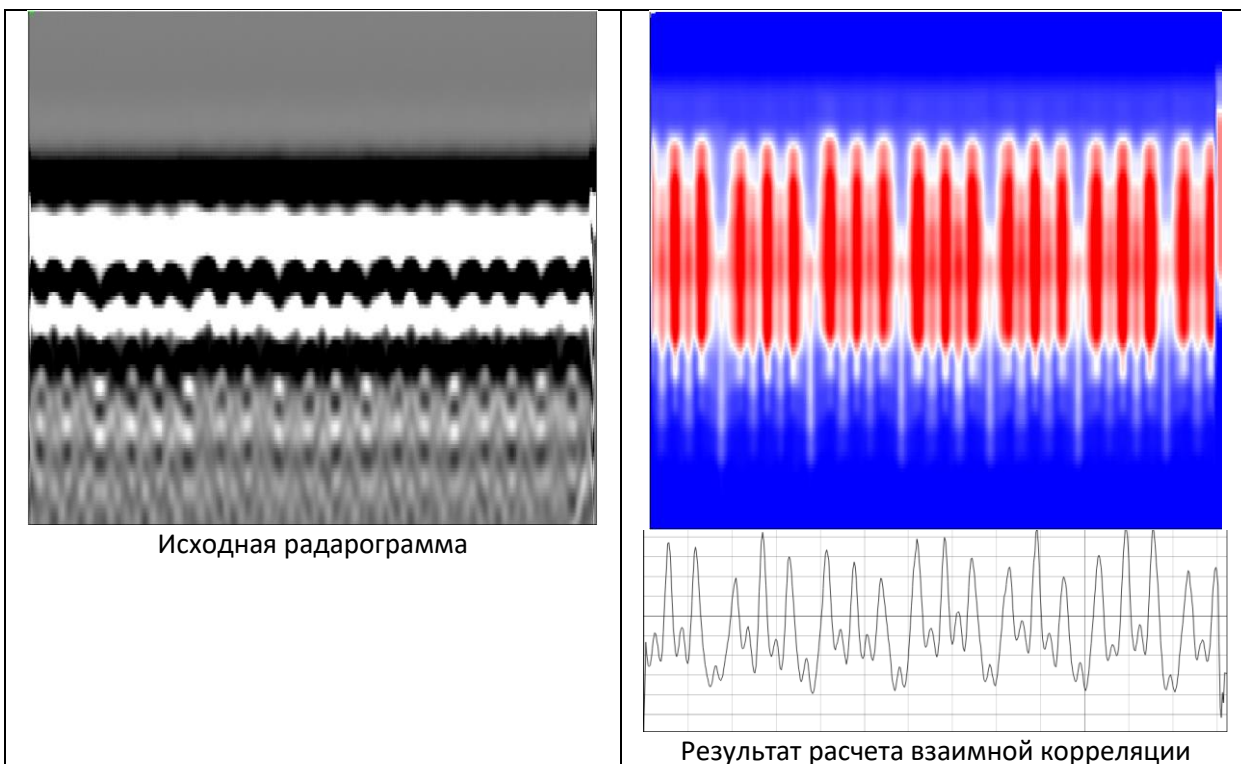 Исходная радарограмма
Результат расчета взаимной корреляции